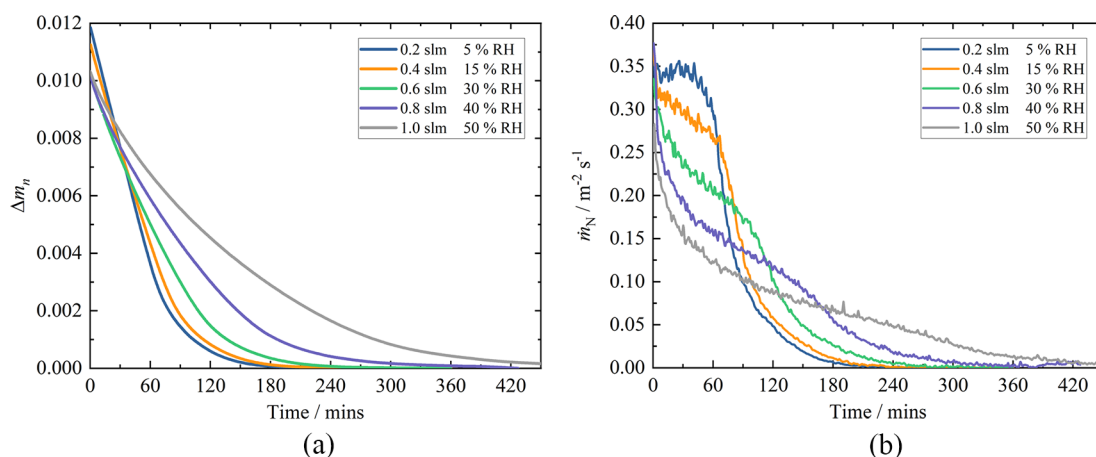 0.012
0.010
0.008
0.006
0.004
0.002
0.000
Δmₙ
0 60 120 180 240 300 360 420
Time / mins
0.2 slm 5 % RH
0.4 slm 15 % RH
0.6 slm 30 % RH
0.8 slm 40 % RH
1.0 slm 50 % RH
(a)
0.40
0.35
0.30
0.25
0.20
0.15
0.10
0.05
0.00
ṁ_N / m⁻² s⁻¹
0 60 120 180 240 300 360 420
Time / mins
0.2 slm 5 % RH
0.4 slm 15 % RH
0.6 slm 30 % RH
0.8 slm 40 % RH
1.0 slm 50 % RH
(b)